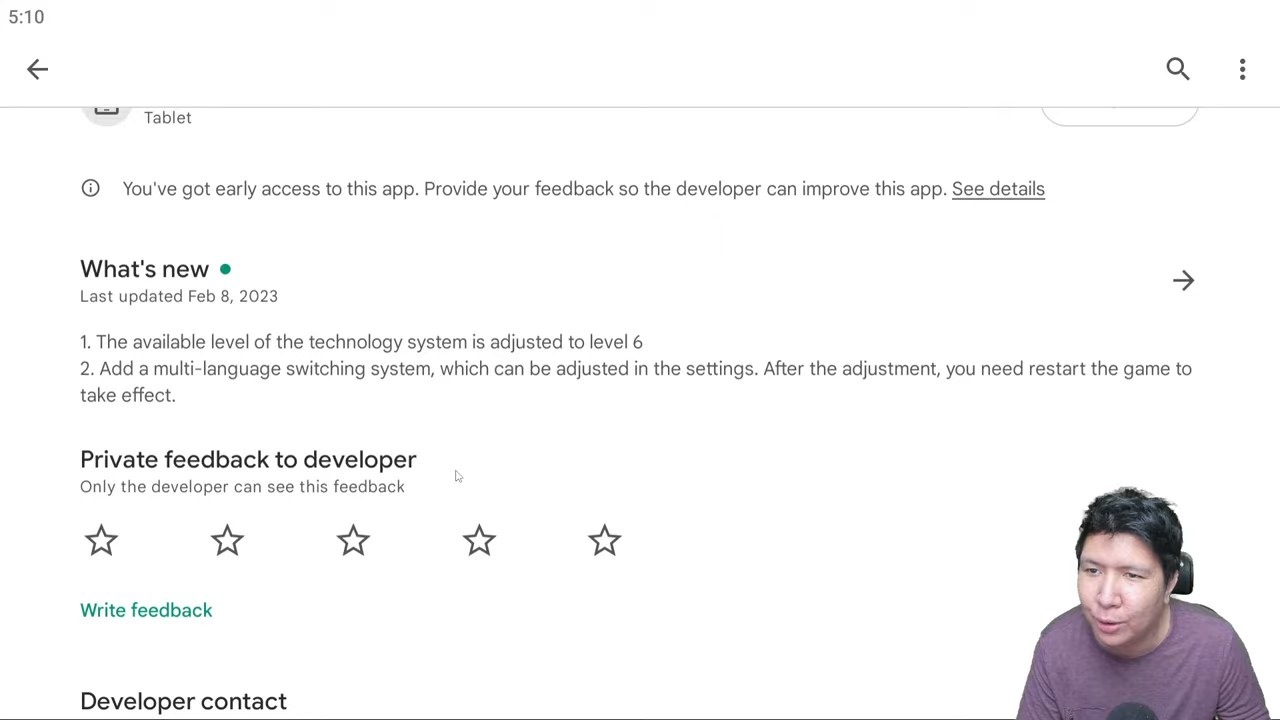 5:10
Tablet
You've got early access to this app. Provide your feedback so the developer can improve this app. See details
What's new
Last updated Feb 8, 2023
1. The available level of the technology system is adjusted to level 6
2. Add a multi-language switching system, which can be adjusted in the settings. After the adjustment, you need restart the game to
take effect.
Private feedback to developer
Only the developer can see this feedback
Write feedback
Developer contact